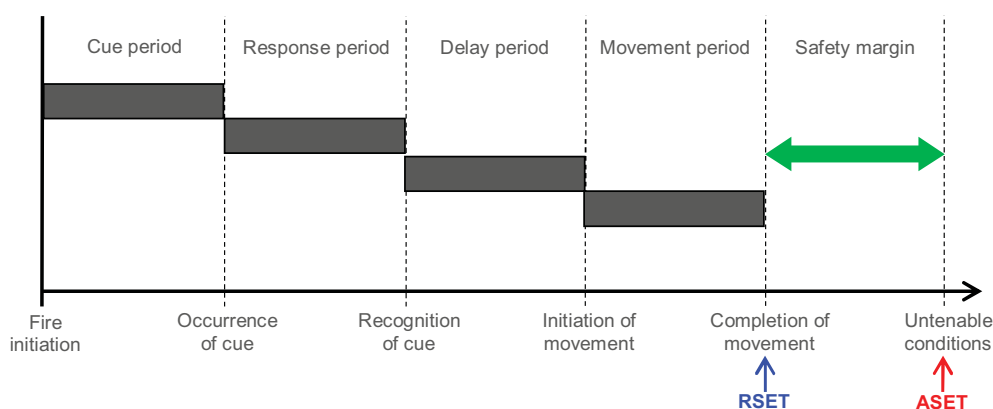 Cue period
Response period
Delay period
Movement period
Safety margin
Fire
initiation
Occurrence
of cue
Recognition
of cue
Initiation of
movement
Completion of
movement
Untenable
conditions
RSET
ASET